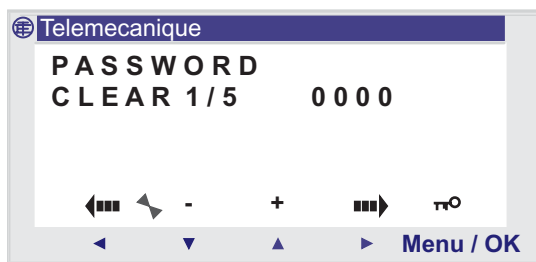 Telemecanique
PASSWORD
CLEAR 1/5 0000
- +
Menu / OK